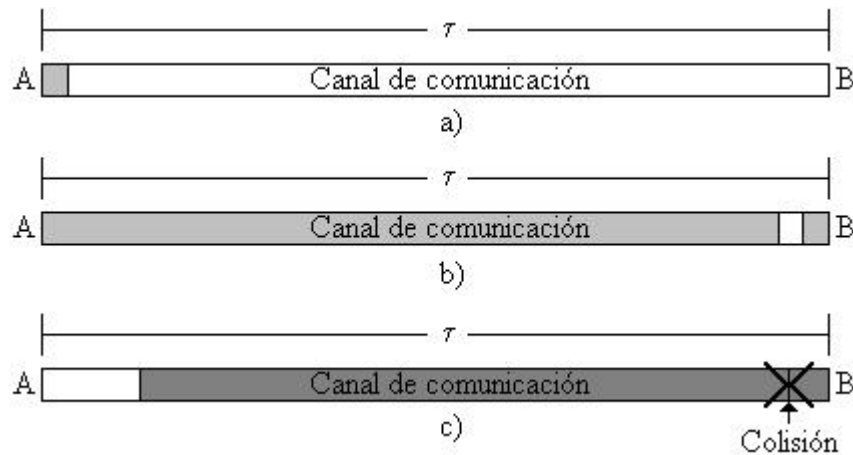 τ
A Canal de comunicación B
a)
τ
A Canal de comunicación B
b)
τ
A Canal de comunicación B
c)
Colisión